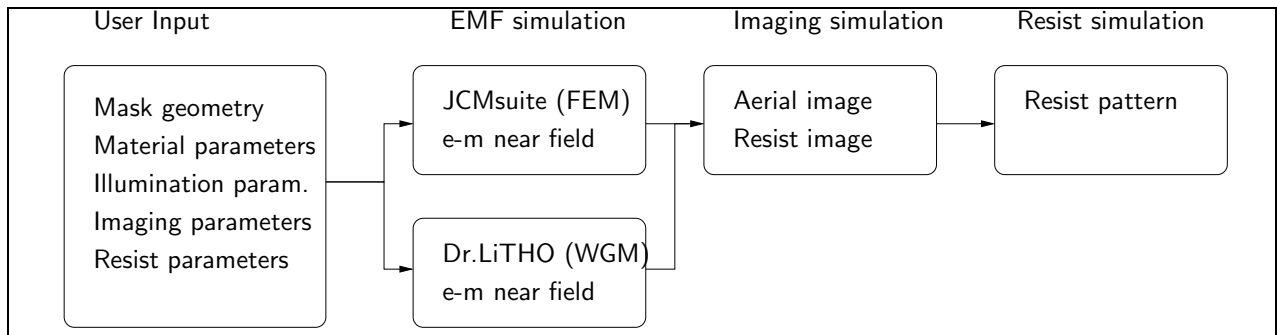 User Input
EMF simulation
Imaging simulation
Resist simulation
Mask geometry
Material parameters
Illumination param.
Imaging parameters
Resist parameters
JCMsuite (FEM)
e-m near field
Dr.LiTHO (WGM)
e-m near field
Aerial image
Resist image
Resist pattern